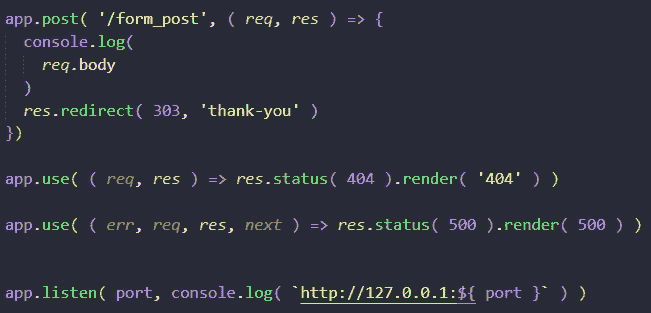 app.post( '/form_post', ( req, res ) => {
console.log(
req.body
)
res.redirect( 303, 'thank-you' )
})
app.use( ( req, res ) => res.status( 404 ).render( '404' ) )
app.use( ( err, req, res, next ) => res.status( 500 ).render( 500 ) )
app.listen( port, console.log( `http://127.0.0.1:${ port }` ) )